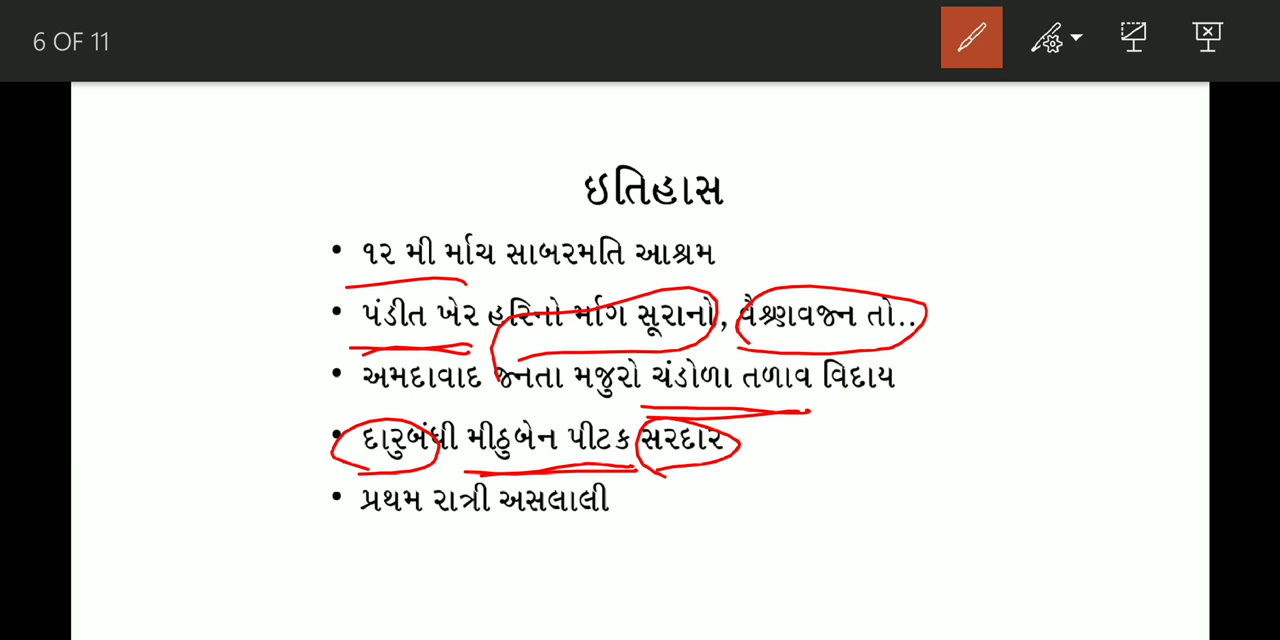 6 OF 11
ઇતિહાસ
• ૧૨ મી ર્માચ સાબરમતિ આશ્રમ
• પંડીત ખેર હરિનો ર્માગ સૂરાનો, વૈશ્ણવજન તો..
• અમદાવાદ જનતા મજુરો ચંડોળા તળાવ વિદાય
• દારુબંધી મીઠુબેન પીટક સરદાર
• પ્રથમ રાત્રી અસલાલી